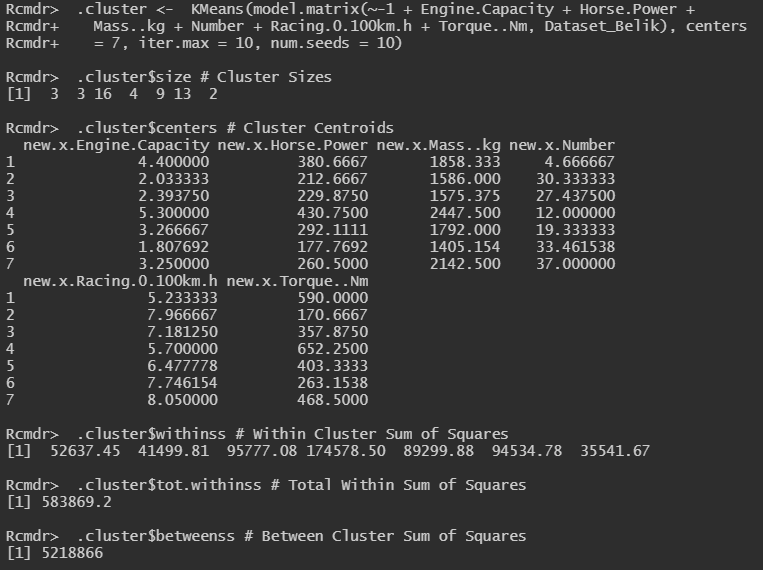 Rcmdr>  .cluster <-  KMeans(model.matrix(~-1 + Engine.Capacity + Horse.Power +
Rcmdr+    Mass..kg + Number + Racing.0.100km.h + Torque..Nm, Dataset_Belik), centers
Rcmdr+    = 7, iter.max = 10, num.seeds = 10)
Rcmdr>  .cluster$size # Cluster Sizes
[1]  3  3 16  4  9 13  2
Rcmdr>  .cluster$centers # Cluster Centroids
  new.x.Engine.Capacity new.x.Horse.Power new.x.Mass..kg new.x.Number
1              4.400000          380.6667       1858.333     4.666667
2              2.033333          212.6667       1586.000    30.333333
3              2.393750          229.8750       1575.375    27.437500
4              5.300000          430.7500       2447.500    12.000000
5              3.266667          292.1111       1792.000    19.333333
6              1.807692          177.7692       1405.154    33.461538
7              3.250000          260.5000       2142.500    37.000000
  new.x.Racing.0.100km.h new.x.Torque..Nm
1               5.233333         590.0000
2               7.966667         170.6667
3               7.181250         357.8750
4               5.700000         652.2500
5               6.477778         403.3333
6               7.746154         263.1538
7               8.050000         468.5000
Rcmdr>  .cluster$withinss # Within Cluster Sum of Squares
[1]  52637.45  41499.81  95777.08 174578.50  89299.88  94534.78  35541.67
Rcmdr>  .cluster$tot.withinss # Total Within Sum of Squares
[1] 583869.2
Rcmdr>  .cluster$betweenss # Between Cluster Sum of Squares
[1] 5218866